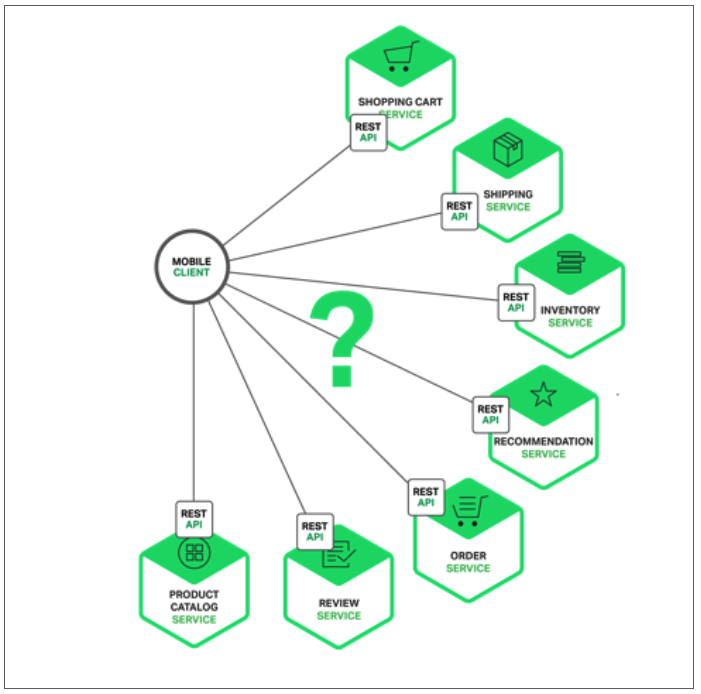 SHOPPING CART
SERVICE
REST
API
SHIPPING
SERVICE
REST
API
MOBILE
CLIENT
INVENTORY
SERVICE
REST
API
?
RECOMMENDATION
SERVICE
REST
API
ORDER
SERVICE
REST
API
REVIEW
SERVICE
REST
API
PRODUCT
CATALOG
SERVICE
REST
API